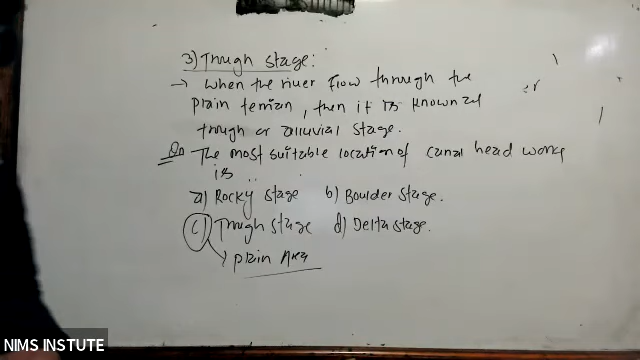 3) Trough stage:
→ when the river flow through the
plain terrian, then it is known as
trough or alluvial stage.
Qn The most suitable location of canal head works
is
a) Rocky stage b) Boulder stage.
c) Trough stage d) Delta stage.
→ plain Area
NIMS INSTUTE